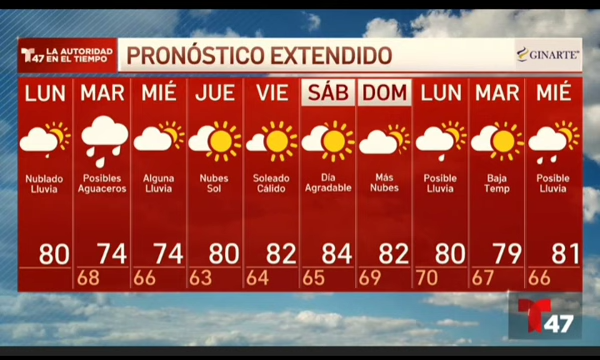 T47 LA AUTORIDAD
EN EL TIEMPO
PRONÓSTICO EXTENDIDO
GINARTE
LUN MAR MIÉ JUE VIE SÁB DOM LUN MAR MIÉ
Nublado Posibles Alguna Nubes Soleado Día Más Posible Baja Posible
Lluvia Aguaceros Lluvia Sol Cálido Agradable Nubes Lluvia Temp Lluvia
80 74 74 80 82 84 82 80 79 81
68 66 63 64 65 69 70 67 66
T 47